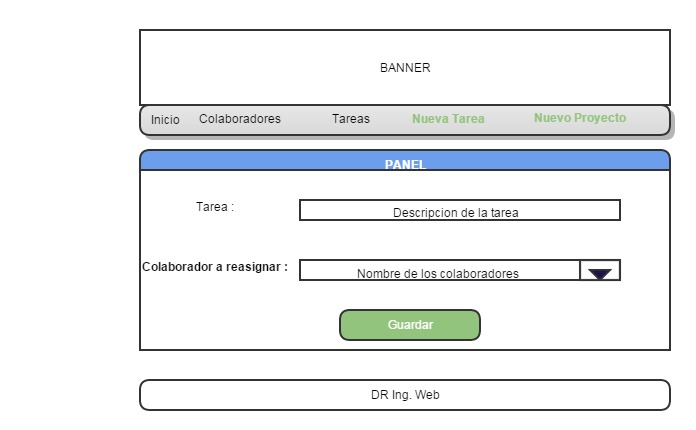 BANNER
Inicio Colaboradores Tareas Nueva Tarea Nuevo Proyecto
PANEL
Tarea : Descripcion de la tarea
Colaborador a reasignar : Nombre de los colaboradores
Guardar
DR Ing. Web